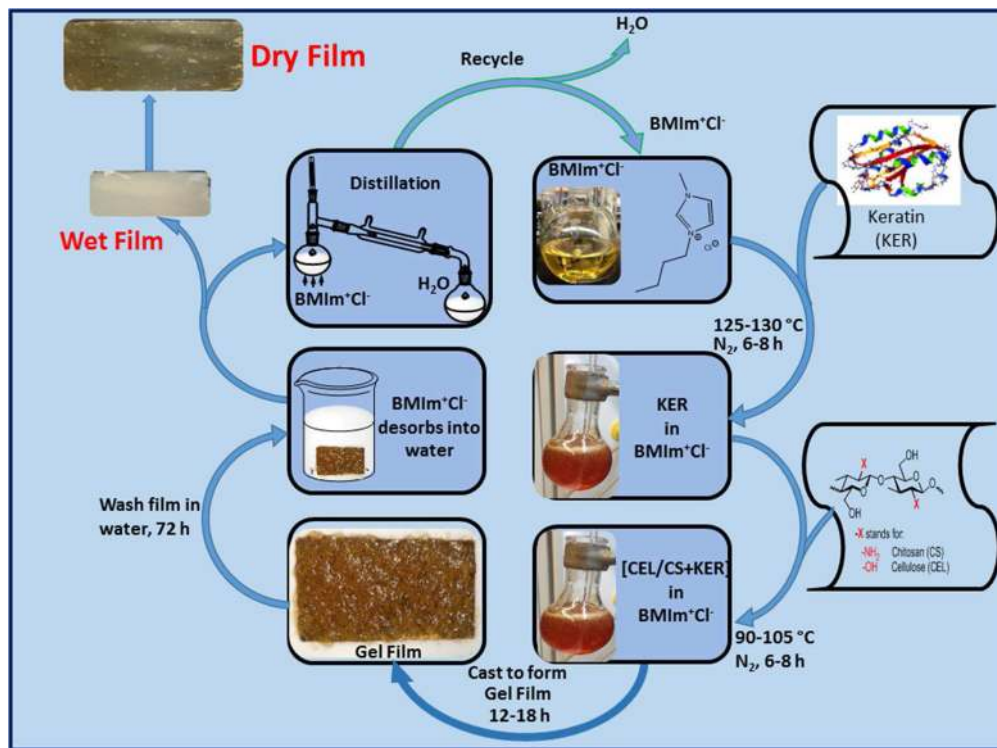 Dry Film
Wet Film
Recycle
H₂O
BMIm⁺Cl⁻
Distillation
BMIm⁺Cl⁻
H₂O
BMIm⁺Cl⁻
N
N
⊕
Cl⊖
Keratin
(KER)
125-130 °C
N₂, 6-8 h
BMIm⁺Cl⁻
desorbs into
water
KER
in
BMIm⁺Cl⁻
OH
X
O
O
O
X
OH
-X stands for:
-NH₂ Chitosan (CS)
-OH Cellulose (CEL)
Wash film in
water, 72 h
Gel Film
[CEL/CS+KER]
in
BMIm⁺Cl⁻
90-105 °C
N₂, 6-8 h
Cast to form
Gel Film
12-18 h